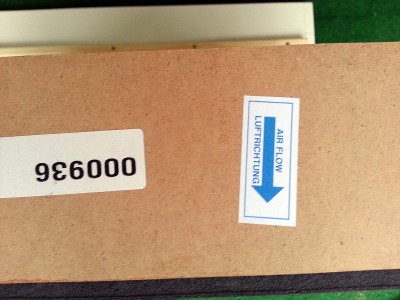 000936
AIR FLOW
LUFTRICHTUNG